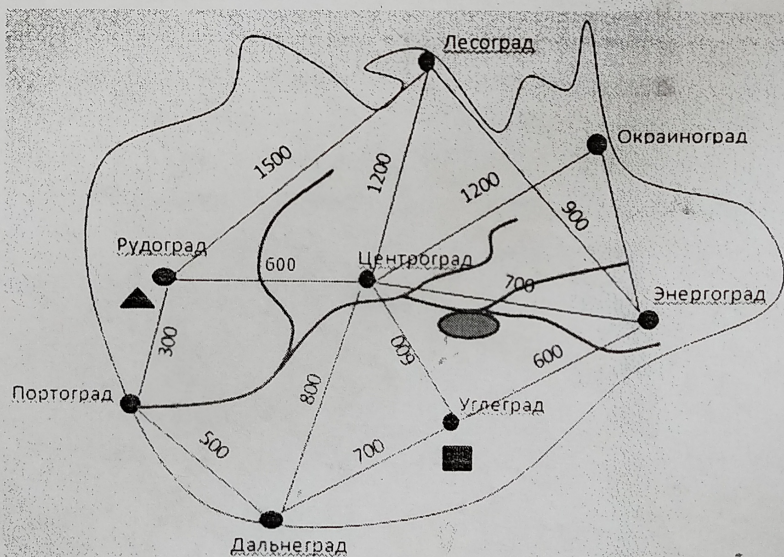 Лесоград
Окраиноград
1500
1200
1200
900
Рудоград
600
Центроград
700
Энергоград
300
600
600
Портоград
800
Углеград
500
700
Дальнеград